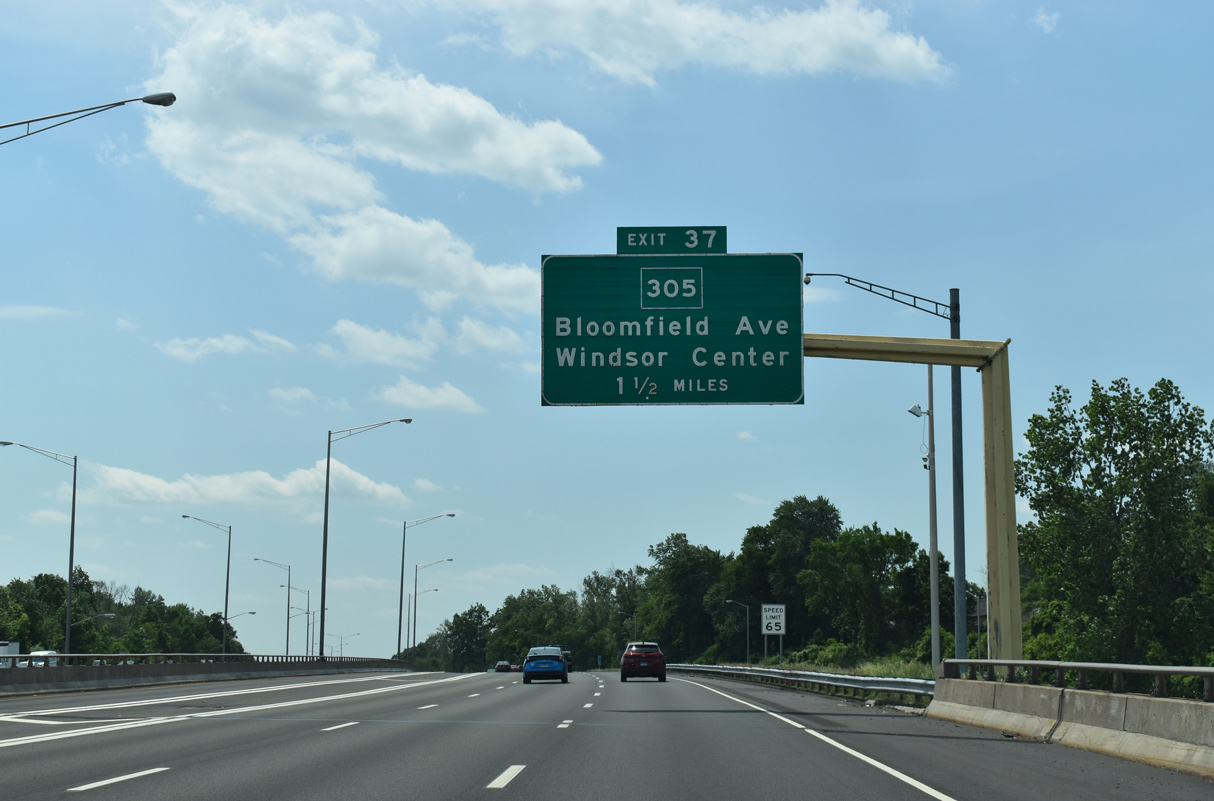 EXIT 37
305
Bloomfield Ave
Windsor Center
1 1/2 MILES
SPEED
LIMIT
65